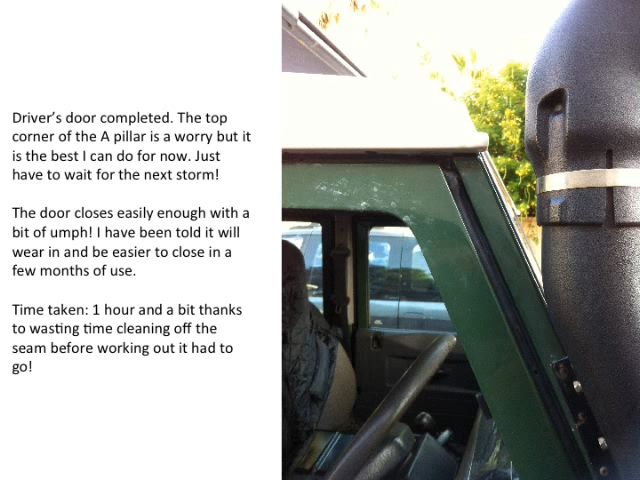 Driver’s door completed. The top
corner of the A pillar is a worry but it
is the best I can do for now. Just
have to wait for the next storm!
The door closes easily enough with a
bit of umph! I have been told it will
wear in and be easier to close in a
few months of use.
Time taken: 1 hour and a bit thanks
to wasting time cleaning off the
seam before working out it had to
go!